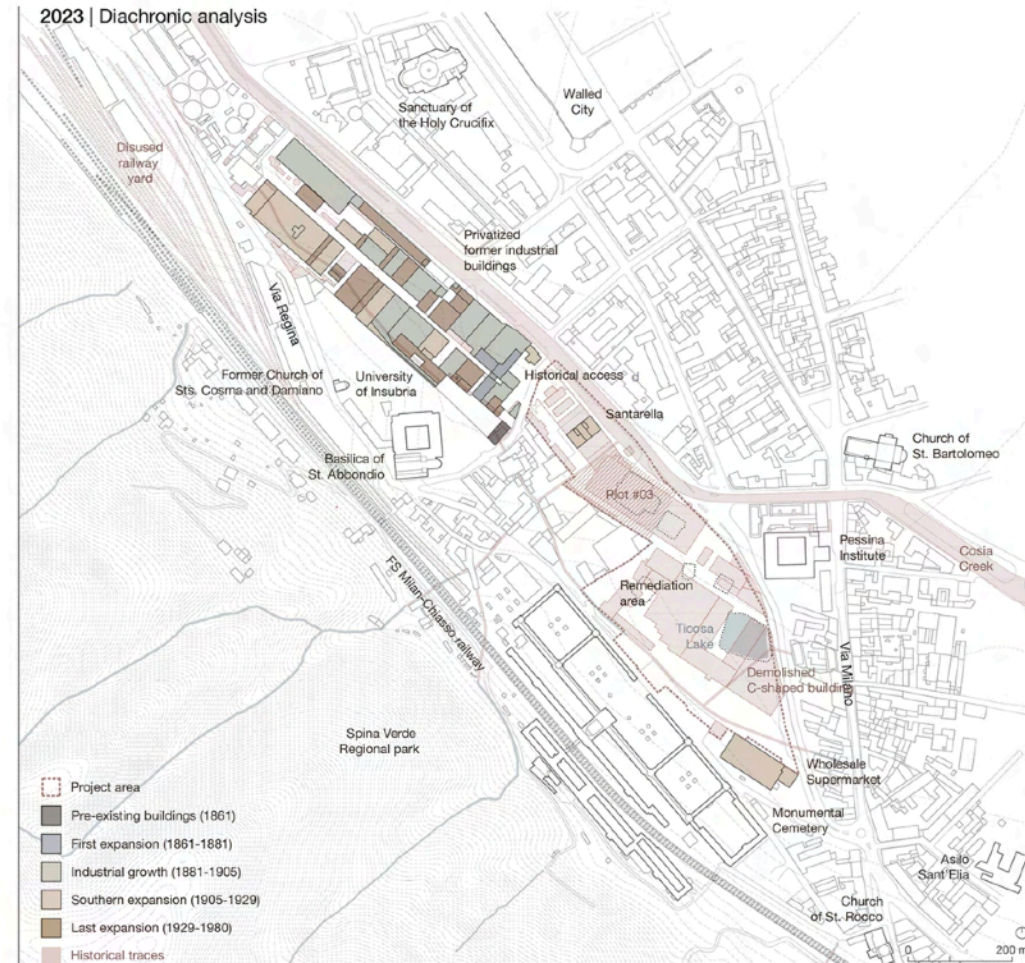 2023 | Diachronic analysis
Sanctuary of
the Holy Crucifix
Walled
City
Disused
railway
yard
Privatized
former industrial
buildings
Via Regina
Former Church of
Sts. Cosma and Damiano
University
of Insubria
Historical access
Santarella
Basilica of
St. Abbondio
Church of
St. Bartolomeo
Plot #03
Pessina
Institute
Cosia
Creek
FS Milan-Chiasso railway
Remediation
area
Ticosa
Lake
Demolished
C-shaped building
Via Milano
Spina Verde
Regional park
Wholesale
Supermarket
Monumental
Cemetery
Asilo
Sant'Elia
Church
of St. Rocco
Project area
Pre-existing buildings (1861)
First expansion (1861-1881)
Industrial growth (1881-1905)
Southern expansion (1905-1929)
Last expansion (1929-1980)
Historical traces
0 200 m